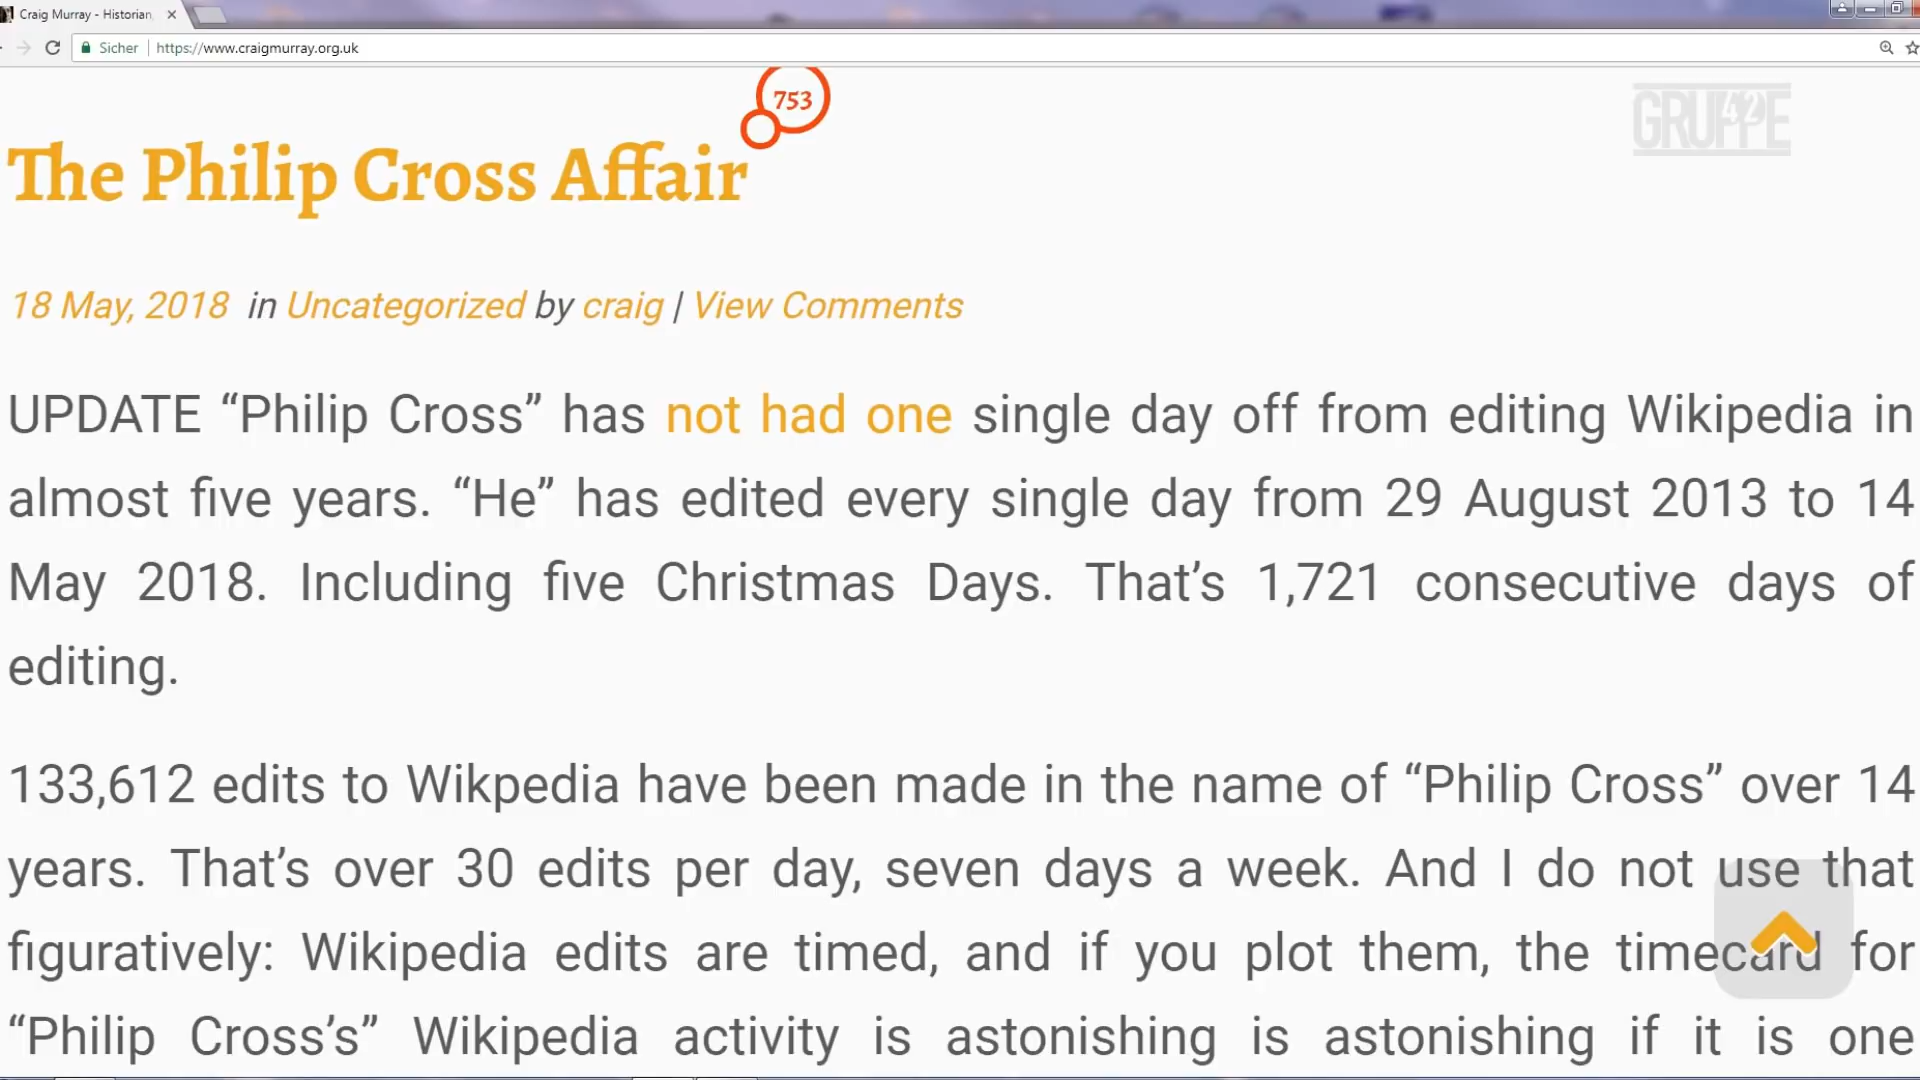 Craig Murray - Historian
Sicher https://www.craigmurray.org.uk
753
GRUPPE 42
The Philip Cross Affair
18 May, 2018 in Uncategorized by craig | View Comments
UPDATE “Philip Cross” has not had one single day off from editing Wikipedia in
almost five years. “He” has edited every single day from 29 August 2013 to 14
May 2018. Including five Christmas Days. That’s 1,721 consecutive days of
editing.
133,612 edits to Wikpedia have been made in the name of “Philip Cross” over 14
years. That’s over 30 edits per day, seven days a week. And I do not use that
figuratively: Wikipedia edits are timed, and if you plot them, the timecard for
“Philip Cross’s” Wikipedia activity is astonishing is astonishing if it is one